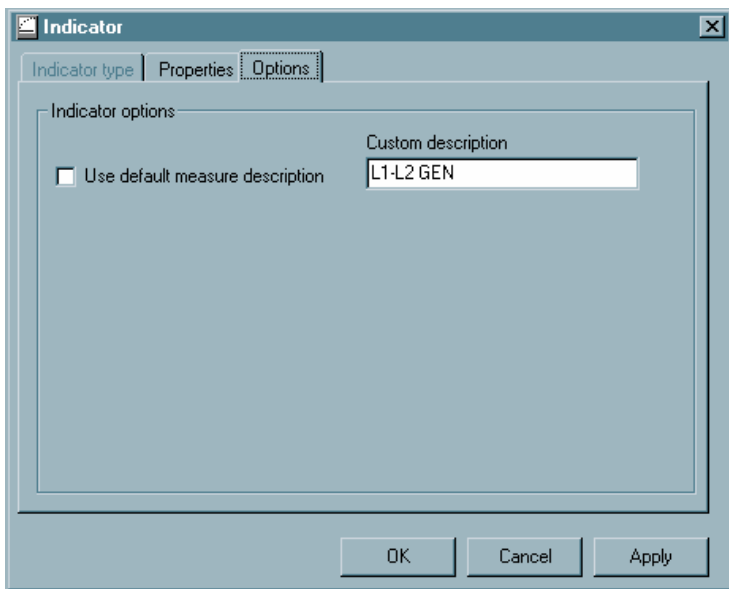 Indicator
Indicator type Properties Options
Indicator options
Custom description
Use default measure description L1-L2 GEN
OK Cancel Apply